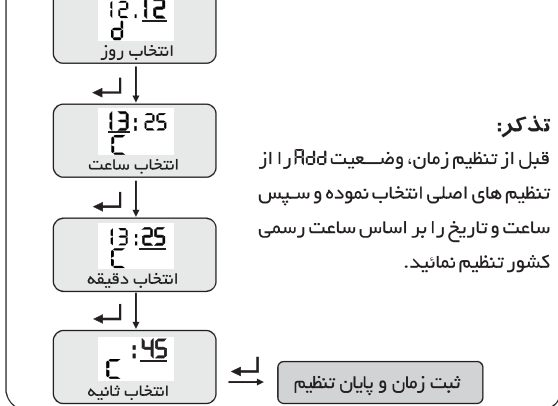 12.12
d
انتخاب روز
13:25
C
انتخاب ساعت
13:25
C
انتخاب دقیقه
:45
C
انتخاب ثانیه
ثبت زمان و پایان تنظیم
تذکر:
قبل از تنظیم زمان، وضـعیت Add را از
تنظیم های اصلی انتخاب نموده و سپس
ساعت و تاریخ را بر اساس ساعت رسمی
کشور تنظیم نمائید.